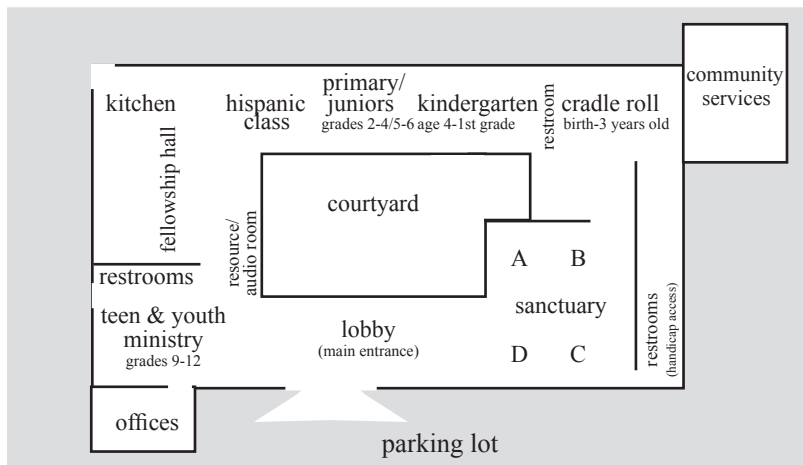 community
services
kitchen
hispanic
class
primary/
juniors
grades 2-4/5-6
kindergarten
age 4-1st grade
restroom
cradle roll
birth-3 years old
fellowship hall
resource/
audio room
courtyard
restrooms
teen & youth
ministry
grades 9-12
lobby
(main entrance)
A B
sanctuary
D C
restrooms
(handicap access)
offices
parking lot